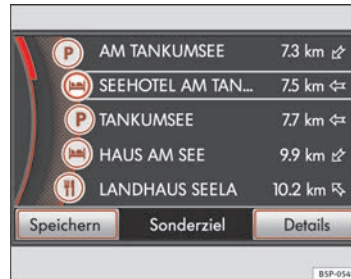 P AM TANKUMSEE 7.3 km
SEEHOTEL AM TAN... 7.5 km
P TANKUMSEE 7.7 km
HAUS AM SEE 9.9 km
LANDHAUS SEELA 10.2 km
Speichern Sonderziel Details
B5P-054